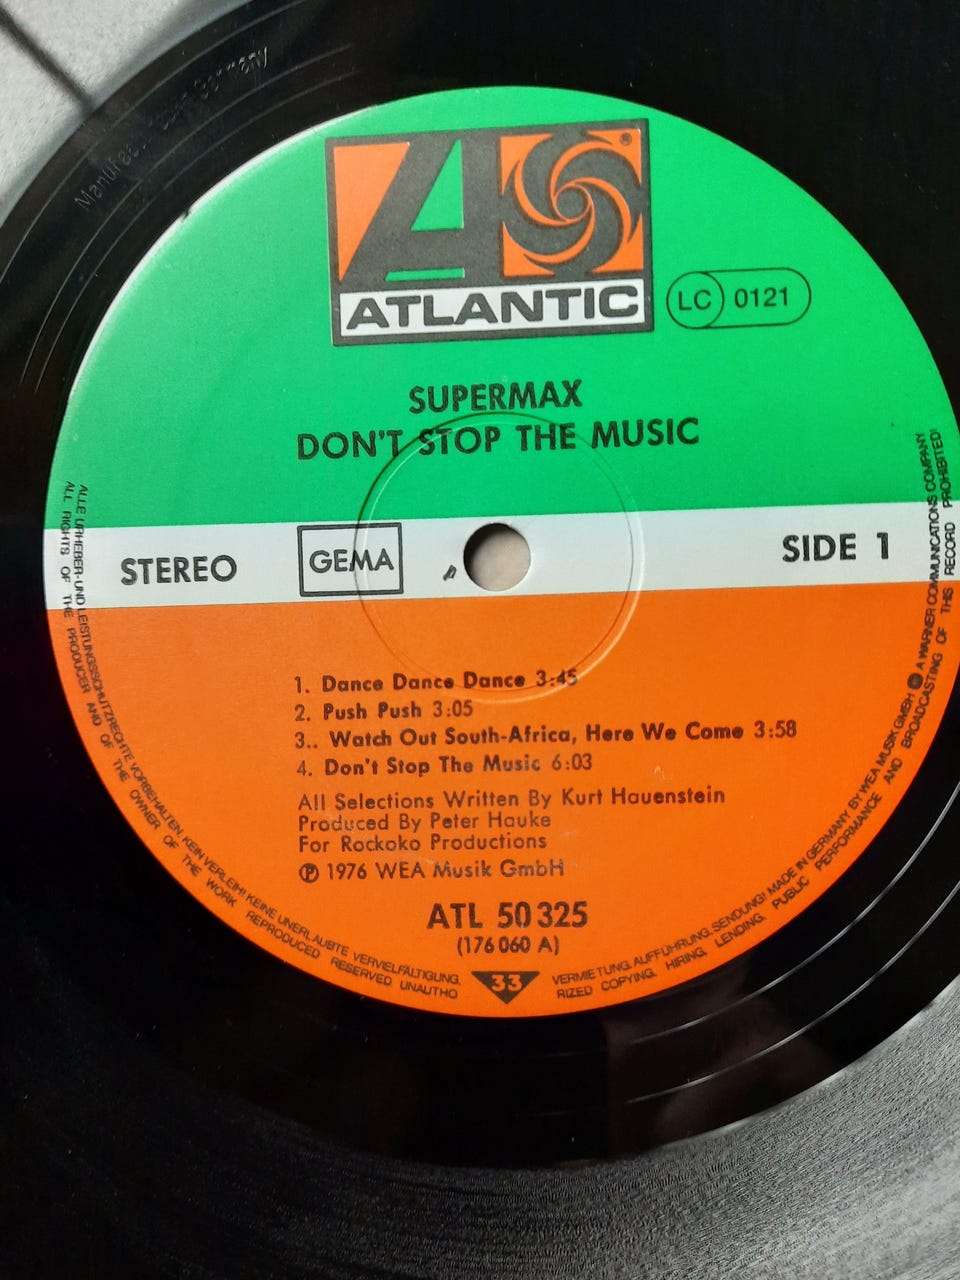 Manufac Germany
ATLANTIC
®
LC 0121
SUPERMAX
DON'T STOP THE MUSIC
STEREO
GEMA
SIDE 1
1. Dance Dance Dance 3:45
2. Push Push 3:05
3.. Watch Out South-Africa, Here We Come 3:58
4. Don't Stop The Music 6:03
All Selections Written By Kurt Hauenstein
Produced By Peter Hauke
For Rockoko Productions
℗ 1976 WEA Musik GmbH
ATL 50 325
(176 060 A)
33
ALLE URHEBER-UND LEISTUNGSSCHUTZRECHTE VORBEHALTEN. KEIN VERLEIH! KEINE UNERLAUBTE VERVIELFÄLTIGUNG, VERMIETUNG, AUFFÜHRUNG, SENDUNG! MADE IN GERMANY BY WEA MUSIK GMBH A WARNER COMMUNICATIONS COMPANY
ALL RIGHTS OF THE PRODUCER AND OF THE OWNER OF THE WORK REPRODUCED RESERVED UNAUTHO RIZED COPYING, HIRING, LENDING, PUBLIC PERFORMANCE AND BROADCASTING OF THIS RECORD PROHIBITED!